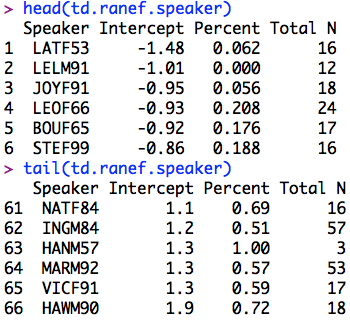 > head(td.ranef.speaker)
  Speaker Intercept Percent Total N
1  LATF53     -1.48   0.062      16
2  LELM91     -1.01   0.000      12
3  JOYF91     -0.95   0.056      18
4  LEOF66     -0.93   0.208      24
5  BOUF65     -0.92   0.176      17
6  STEF99     -0.86   0.188      16
> tail(td.ranef.speaker)
   Speaker Intercept Percent Total N
61  NATF84       1.1    0.69      16
62  INGM84       1.2    0.51      57
63  HANM57       1.3    1.00       3
64  MARM92       1.3    0.57      53
65  VICF91       1.3    0.59      17
66  HAWM90       1.9    0.72      18